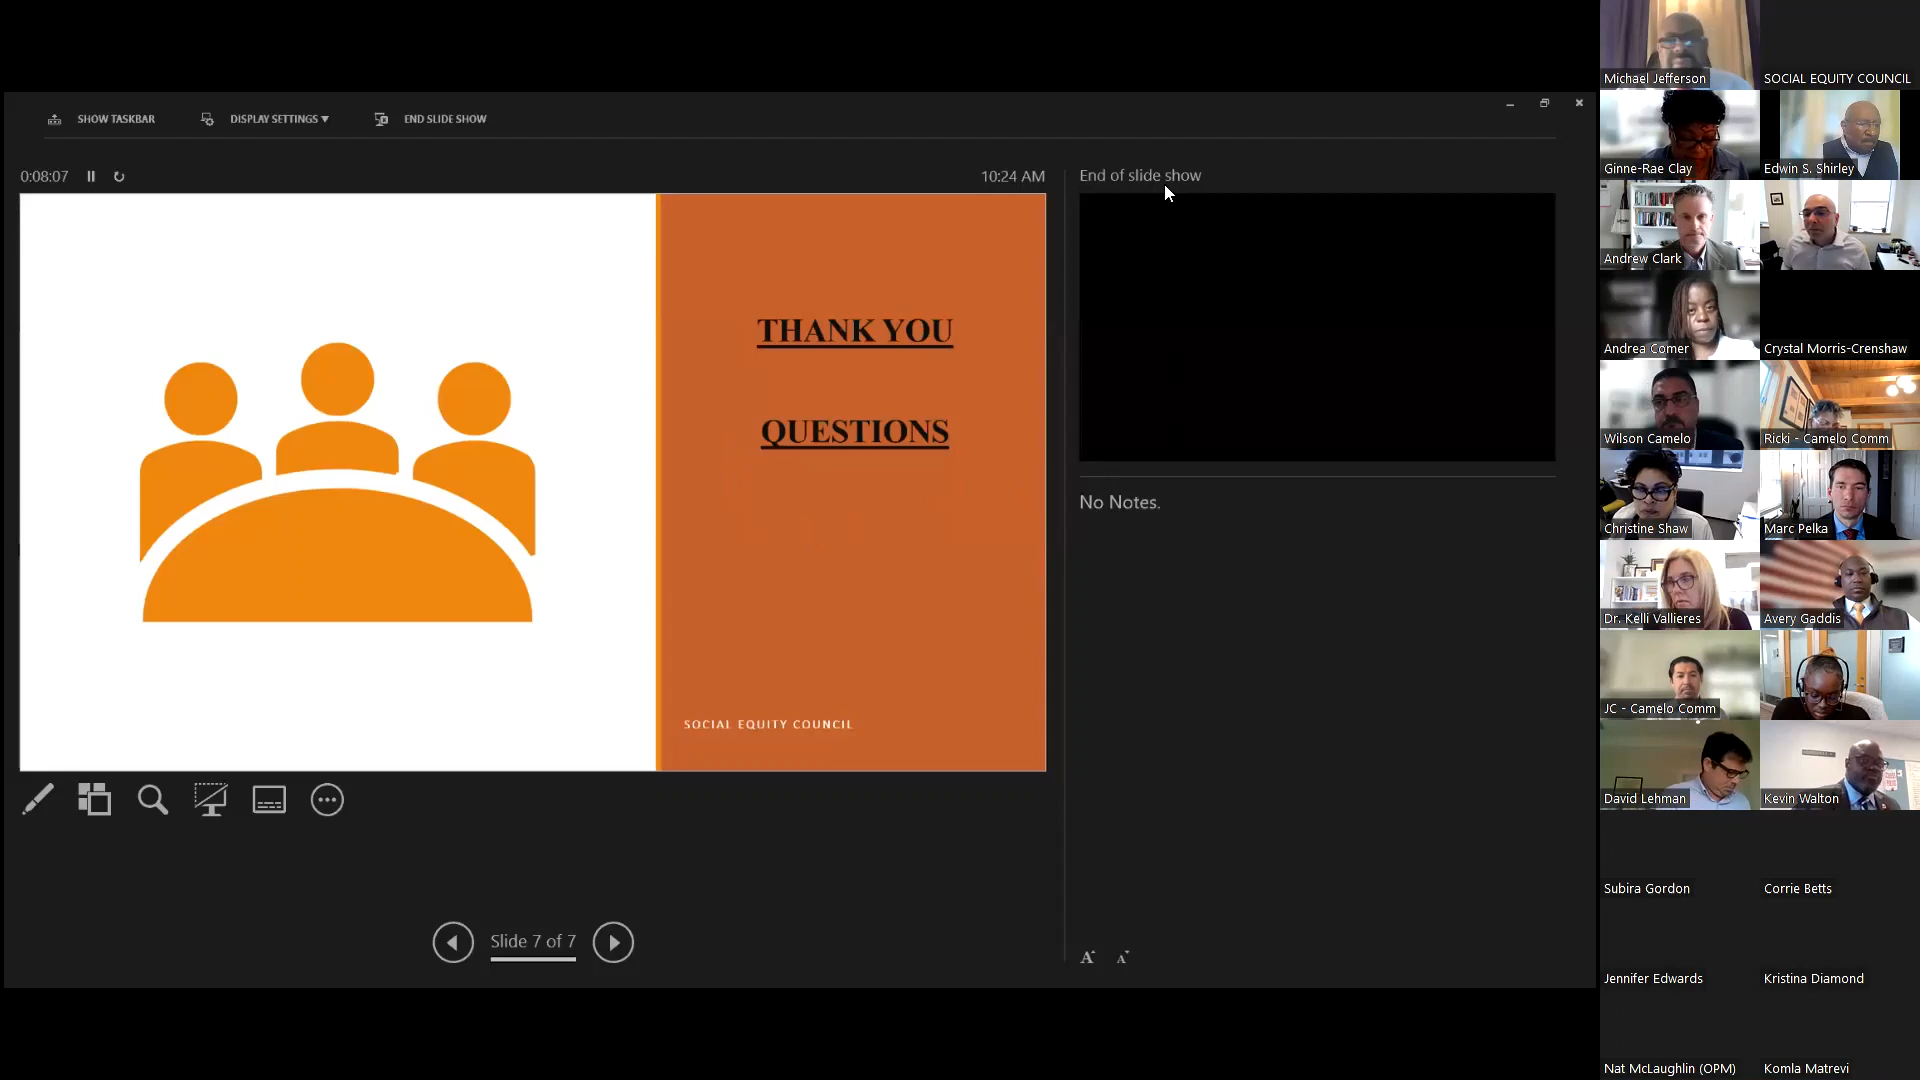 SHOW TASKBAR
DISPLAY SETTINGS ▼
END SLIDE SHOW
0:08:07
10:24 AM
THANK YOU
QUESTIONS
SOCIAL EQUITY COUNCIL
Slide 7 of 7
End of slide show
No Notes.
A A
Michael Jefferson
SOCIAL EQUITY COUNCIL
Ginne-Rae Clay
Edwin S. Shirley
Andrew Clark
Andrea Comer
Crystal Morris-Crenshaw
Wilson Camelo
Ricki - Camelo Comm
Christine Shaw
Marc Pelka
Dr. Kelli Vallieres
Avery Gaddis
JC - Camelo Comm
David Lehman
Kevin Walton
Subira Gordon
Corrie Betts
Jennifer Edwards
Kristina Diamond
Nat McLaughlin (OPM)
Komla Matrevi